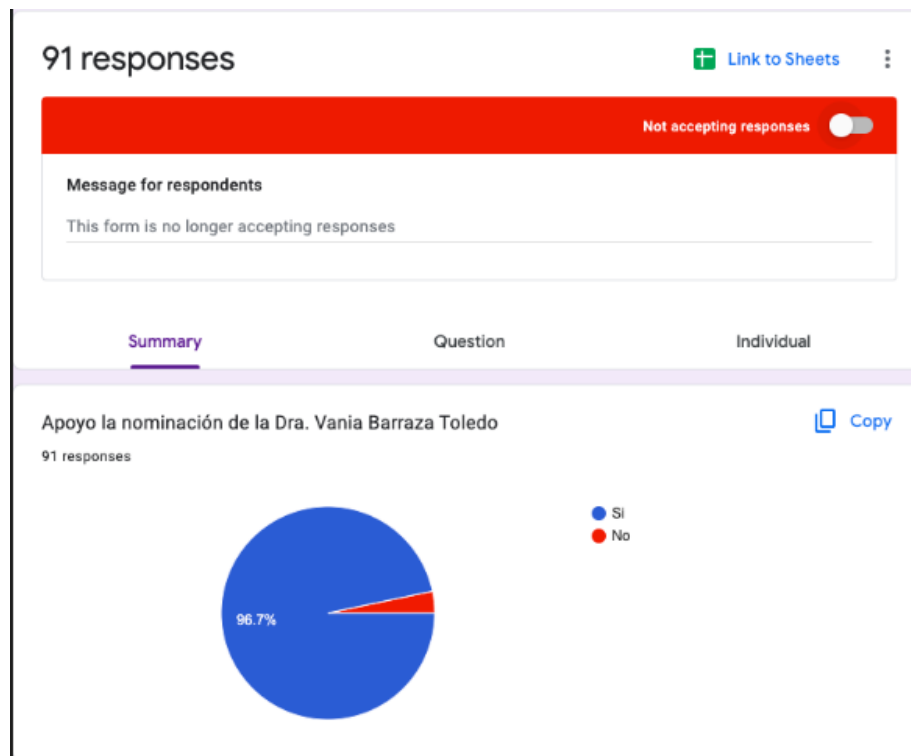 91 responses
Link to Sheets
Not accepting responses
Message for respondents
This form is no longer accepting responses
Summary
Question
Individual
Apoyo la nominación de la Dra. Vania Barraza Toledo
Copy
91 responses
Si
No
96.7%